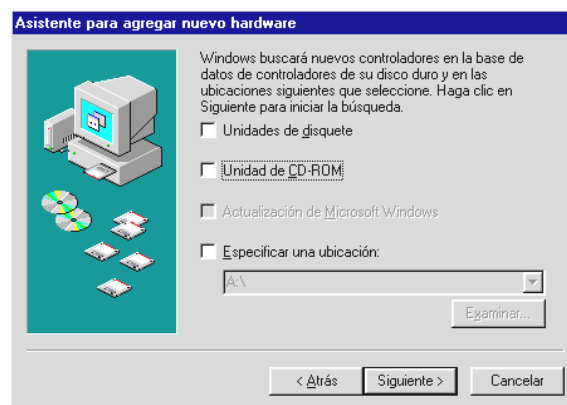 Asistente para agregar nuevo hardware
Windows buscará nuevos controladores en la base de
datos de controladores de su disco duro y en las
ubicaciones siguientes que seleccione. Haga clic en
Siguiente para iniciar la búsqueda.
Unidades de disquete
Unidad de CD-ROM
Actualización de Microsoft Windows
Especificar una ubicación:
A:\
Examinar...
< Atrás
Siguiente >
Cancelar